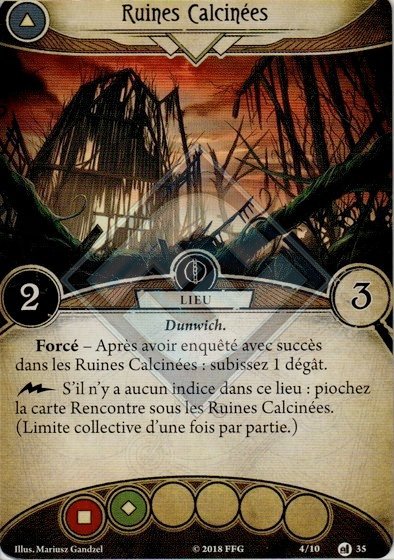 Ruines Calcinées
2
LIEU
3
Dunwich.
Forcé – Après avoir enquêté avec succès
dans les Ruines Calcinées : subissez 1 dégât.
S'il n'y a aucun indice dans ce lieu : piochez
la carte Rencontre sous les Ruines Calcinées.
(Limite collective d'une fois par partie.)
Illus. Mariusz Gandzel © 2018 FFG 4/10 35